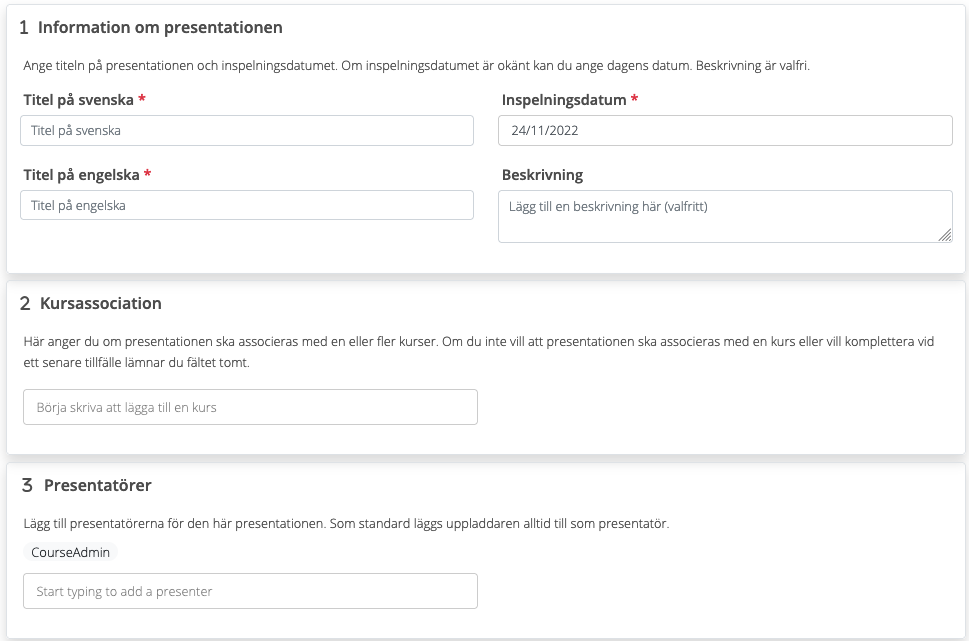 1 Information om presentationen
Ange titeln på presentationen och inspelningsdatumet. Om inspelningsdatumet är okänt kan du ange dagens datum. Beskrivning är valfri.
Titel på svenska *
Titel på svenska
Inspelningsdatum *
24/11/2022
Titel på engelska *
Titel på engelska
Beskrivning
Lägg till en beskrivning här (valfritt)
2 Kursassociation
Här anger du om presentationen ska associeras med en eller fler kurser. Om du inte vill att presentationen ska associeras med en kurs eller vill komplettera vid
ett senare tillfälle lämnar du fältet tomt.
Börja skriva att lägga till en kurs
3 Presentatörer
Lägg till presentatörerna för den här presentationen. Som standard läggs uppladdaren alltid till som presentatör.
CourseAdmin
Start typing to add a presenter